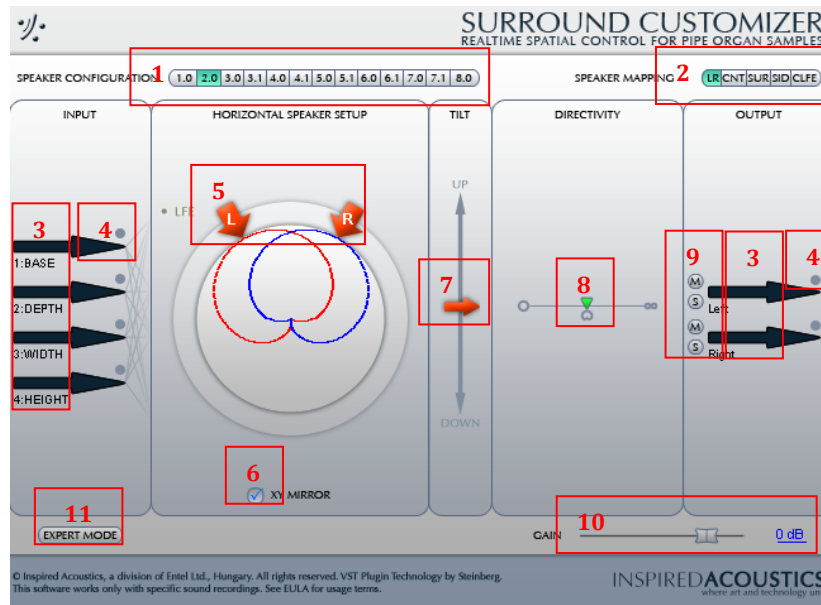 SURROUND CUSTOMIZER
REALTIME SPATIAL CONTROL FOR PIPE ORGAN SAMPLES
SPEAKER CONFIGURATION 1 1.0 2.0 3.0 3.1 4.0 4.1 5.0 5.1 6.0 6.1 7.0 7.1 8.0
SPEAKER MAPPING 2 LR CNT SUR SID CLFE
INPUT
HORIZONTAL SPEAKER SETUP
TILT
DIRECTIVITY
OUTPUT
5
UP
LFE
L
R
3
4
1:BASE
2:DEPTH
3:WIDTH
4:HEIGHT
7
8
9
3
4
M
S
Left
M
S
Right
DOWN
6
XY MIRROR
11
EXPERT MODE
10
GAIN
0 dB
© Inspired Acoustics, a division of Entel Ltd., Hungary. All rights reserved. VST Plugin Technology by Steinberg.
This software works only with specific sound recordings. See EULA for usage terms.
INSPIREDACOUSTICS
where art and technology un